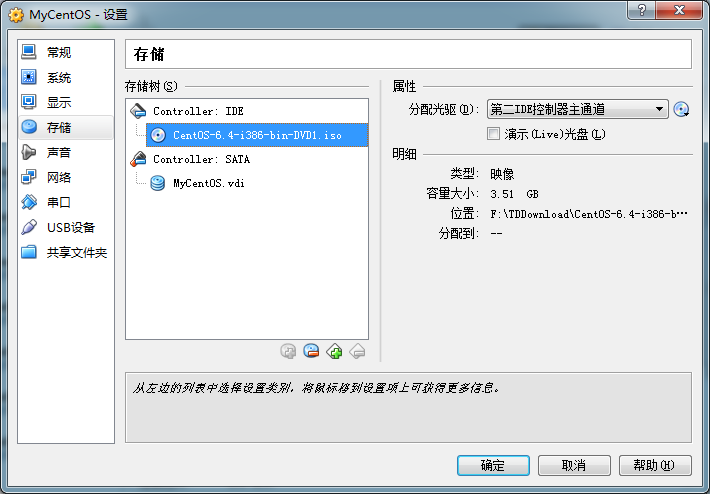 MyCentOS - 设置
常规
系统
显示
存储
声音
网络
串口
USB设备
共享文件夹
存储
存储树(S)
Controller: IDE
CentOS-6.4-i386-bin-DVD1.iso
Controller: SATA
MyCentOS.vdi
属性
分配光驱(D): 第二IDE控制器主通道
演示(Live)光盘(L)
明细
类型: 映像
容量大小: 3.51 GB
位置: F:\TDDownload\CentOS-6.4-i386-b...
分配到: --
从左边的列表中选择设置类别，将鼠标移到设置项上可获得更多信息。
确定 取消 帮助(H)